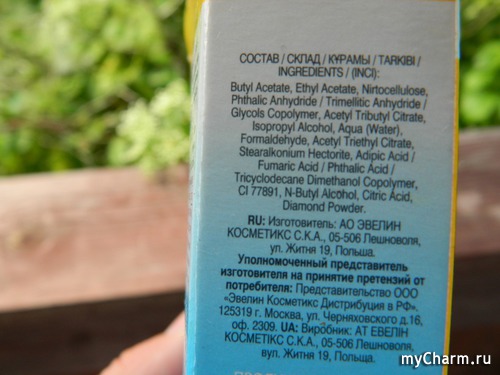 СОСТАВ / СКЛАД / ҚҰРАМЫ / TARKIBI /
INGREDIENTS / (INCI):
Butyl Acetate, Ethyl Acetate, Nirtocellulose,
Phthalic Anhydride / Trimellitic Anhydride /
Glycols Copolymer, Acetyl Tributyl Citrate,
Isopropyl Alcohol, Aqua (Water),
Formaldehyde, Acetyl Triethyl Citrate,
Stearalkonium Hectorite, Adipic Acid /
Fumaric Acid / Phthalic Acid /
Tricyclodecane Dimethanol Copolymer,
CI 77891, N-Butyl Alcohol, Citric Acid,
Diamond Powder.
RU: Изготовитель: АО ЭВЕЛИН
КОСМЕТИКС С.К.А., 05-506 Лешноволя,
ул. Житня 19, Польша.
Уполномоченный представитель
изготовителя на принятие претензий от
потребителя: Представительство ООО
«Эвелин Косметикс Дистрибуция в РФ».
125319 г. Москва, ул. Черняховского д.16,
оф. 2309. UA: Виробник: АТ ЕВЕЛІН
КОСМЕТІКС С.К.А., 05-506 Лешноволя,
вул. Житня 19, Польща.
myCharm.ru